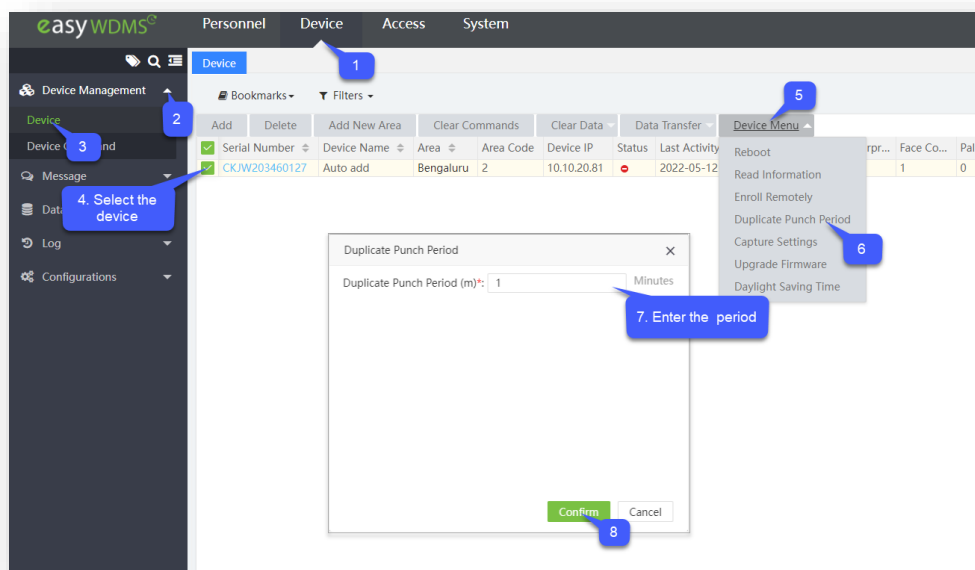 easy WDMS
Personnel Device Access System
1
Device
Device Management
2
Bookmarks Filters
5
Device
3
Add Delete Add New Area Clear Commands Clear Data Data Transfer Device Menu
Device
Serial Number Device Name Area Area Code Device IP Status Last Activity Face Co...
CKJW203460127 Auto add Bengaluru 2 10.10.20.81 2022-05-12 1 0
Message
4. Select the
device
Log
Configurations
Reboot
Read Information
Enroll Remotely
Duplicate Punch Period
6
Capture Settings
Upgrade Firmware
Daylight Saving Time
Duplicate Punch Period
Duplicate Punch Period (m)*: 1 Minutes
7. Enter the period
Confirm Cancel
8